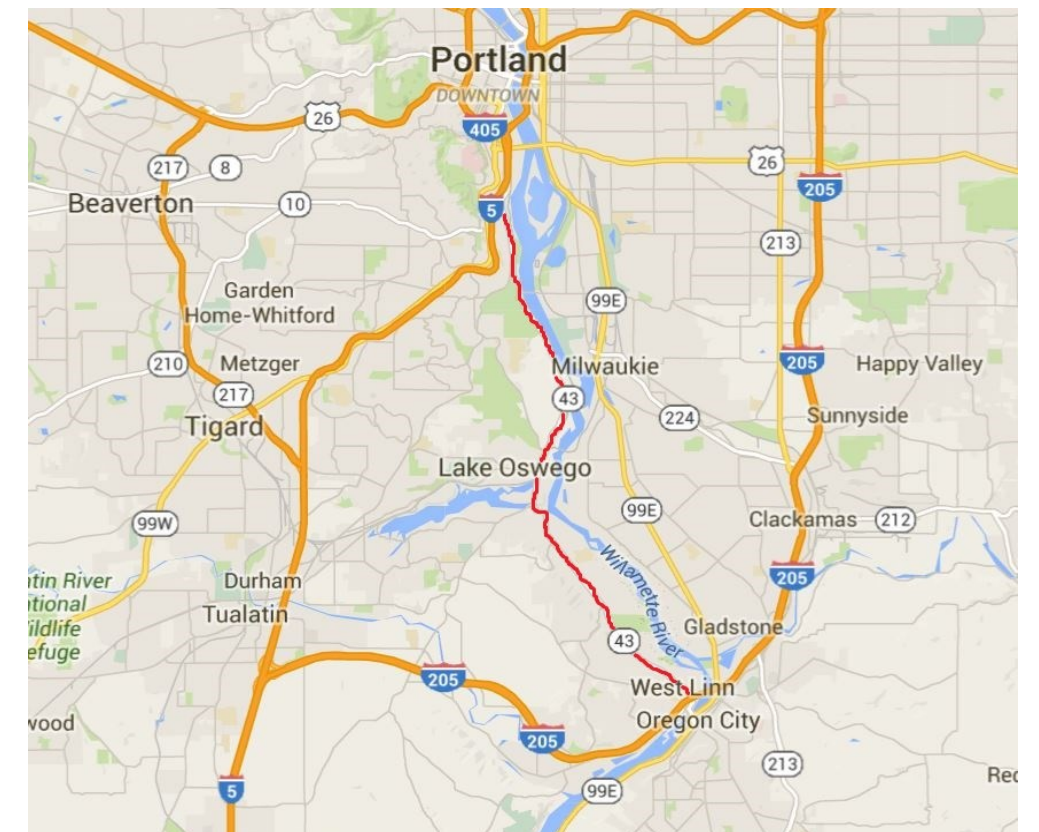 Portland
DOWNTOWN
26
405
217
8
26
205
Beaverton
10
5
213
Garden
Home-Whitford
99E
210
Metzger
Milwaukie
205
Happy Valley
217
43
224
Sunnyside
Tigard
Lake Oswego
99W
99E
Clackamas
212
tin River
tional
ildlife
efuge
Durham
Willamette River
205
Tualatin
Gladstone
43
205
West Linn
wood
Oregon City
205
213
5
99E
Rec